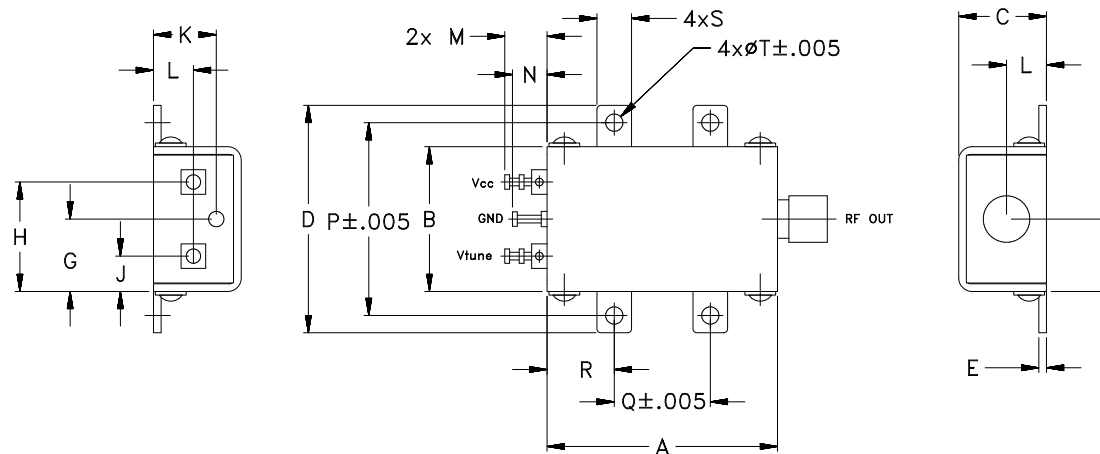 K
L
H
G
J
2x M
N
4xS
4xøT±.005
D
P±.005
B
Vcc
GND
Vtune
RF OUT
R
Q±.005
A
C
L
E